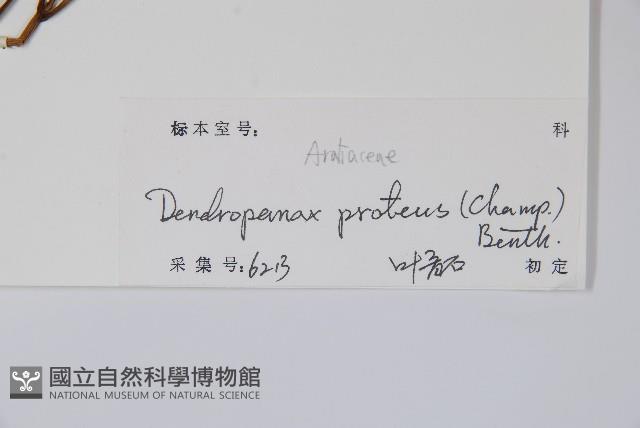 标本室号: 科
Araliaceae
Dendropanax proteus (Champ.)
Benth.
采集号: 6213 初定
國立自然科學博物館
NATIONAL MUSEUM OF NATURAL SCIENCE